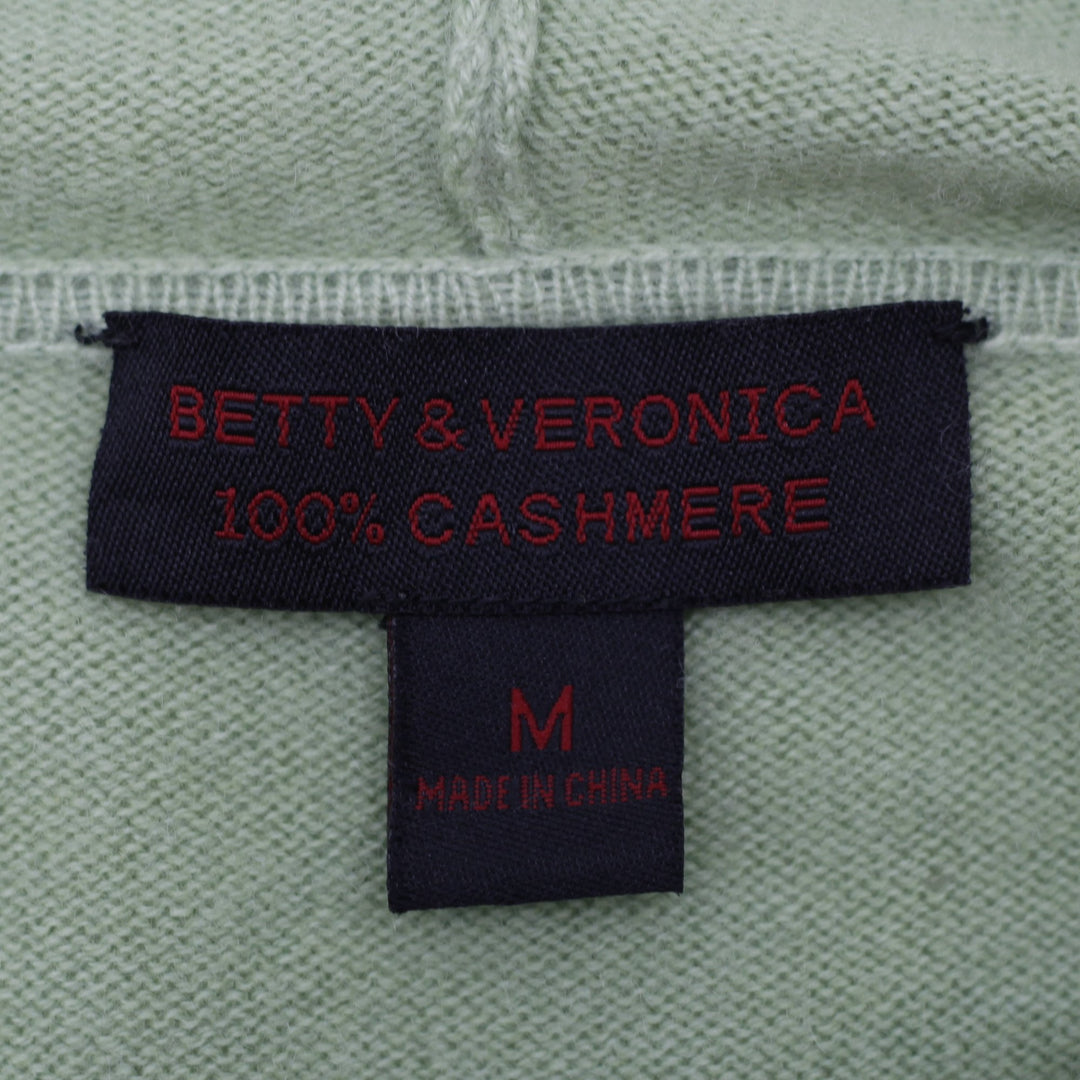 BETTY & VERONICA
100% CASHMERE
M
MADE IN CHINA